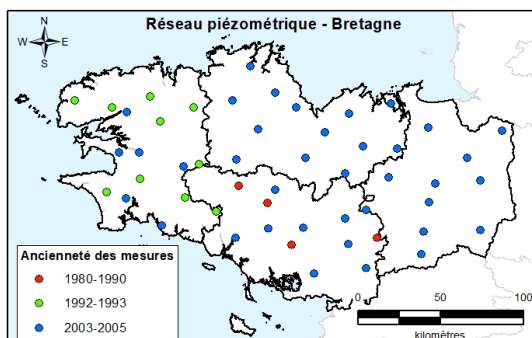 Réseau piézométrique - Bretagne
N
W E
S
Ancienneté des mesures
1980-1990
1992-1993
2003-2005
0 50 100
kilomètres